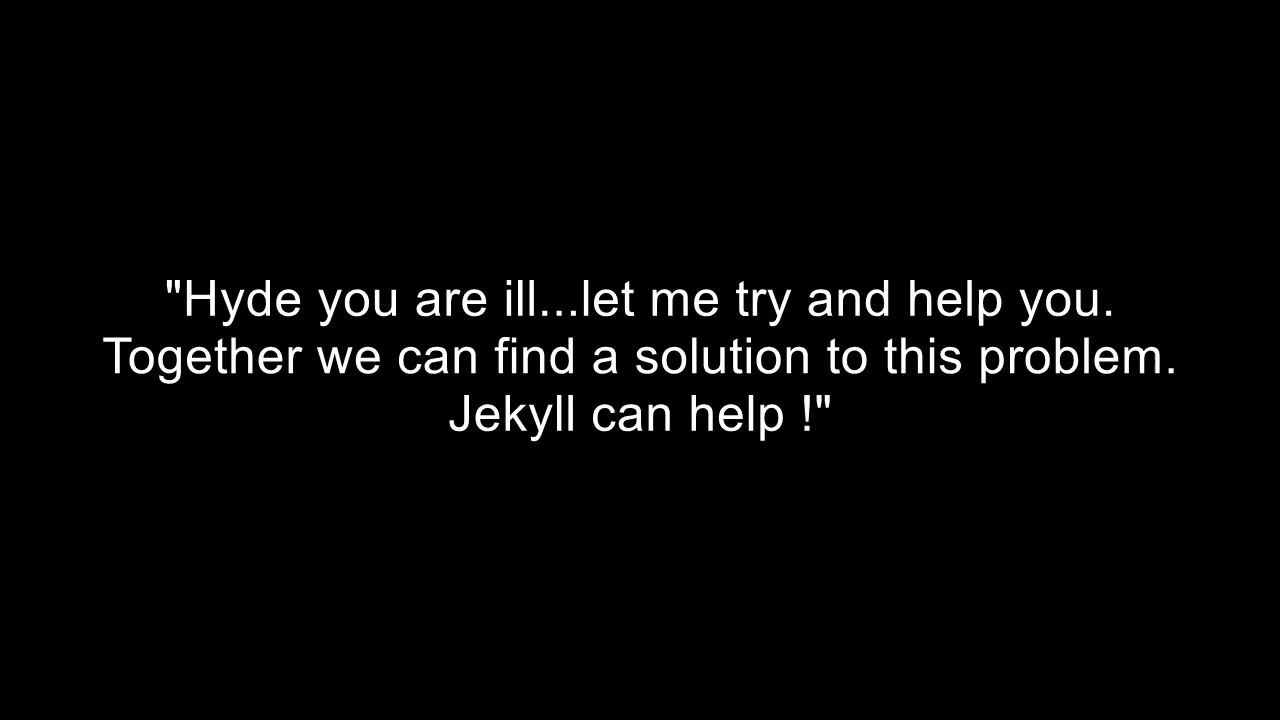 "Hyde you are ill...let me try and help you.
Together we can find a solution to this problem.
Jekyll can help !"